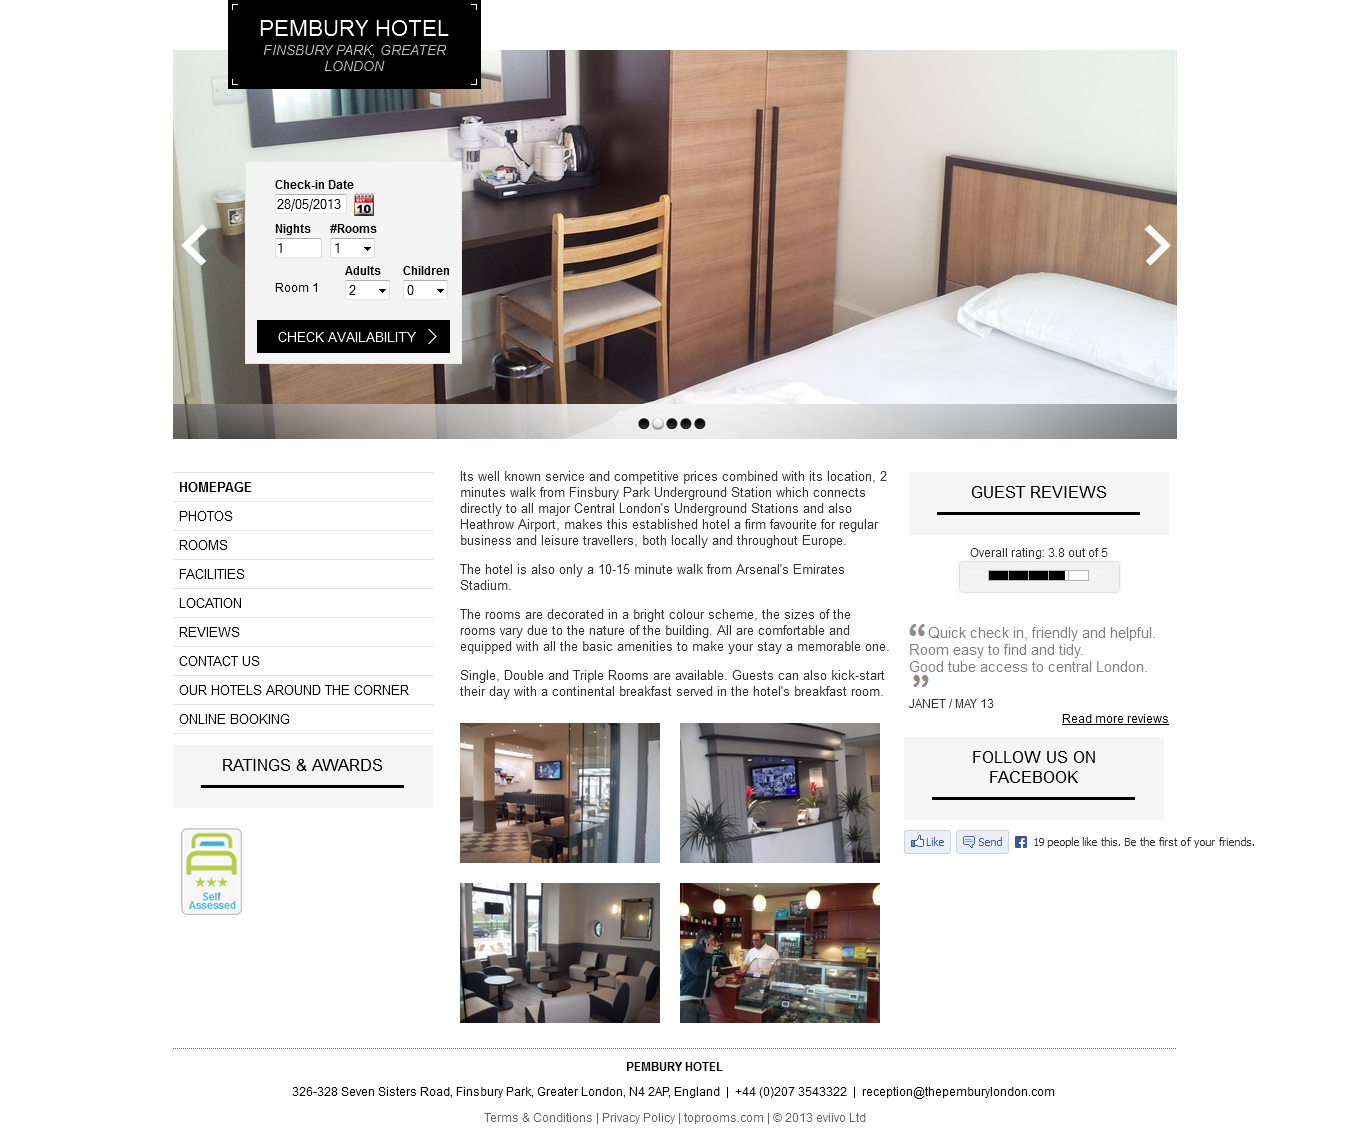 PEMBURY HOTEL
FINSBURY PARK, GREATER
LONDON
Check-in Date
28/05/2013
10
Nights #Rooms
1 1
Adults Children
Room 1 2 0
CHECK AVAILABILITY
HOMEPAGE
PHOTOS
ROOMS
FACILITIES
LOCATION
REVIEWS
CONTACT US
OUR HOTELS AROUND THE CORNER
ONLINE BOOKING
RATINGS & AWARDS
Self
Assessed
Its well known service and competitive prices combined with its location, 2
minutes walk from Finsbury Park Underground Station which connects
directly to all major Central London's Underground Stations and also
Heathrow Airport, makes this established hotel a firm favourite for regular
business and leisure travellers, both locally and throughout Europe.
The hotel is also only a 10-15 minute walk from Arsenal's Emirates
Stadium.
The rooms are decorated in a bright colour scheme, the sizes of the
rooms vary due to the nature of the building. All are comfortable and
equipped with all the basic amenities to make your stay a memorable one.
Single, Double and Triple Rooms are available. Guests can also kick-start
their day with a continental breakfast served in the hotel's breakfast room.
GUEST REVIEWS
Overall rating: 3.8 out of 5
“ Quick check in, friendly and helpful.
Room easy to find and tidy.
Good tube access to central London.
”
JANET / MAY 13
Read more reviews
FOLLOW US ON
FACEBOOK
Like Send 19 people like this. Be the first of your friends.
PEMBURY HOTEL
326-328 Seven Sisters Road, Finsbury Park, Greater London, N4 2AP, England | +44 (0)207 3543322 | reception@thepemburylondon.com
Terms & Conditions | Privacy Policy | toprooms.com | © 2013 eviivo Ltd